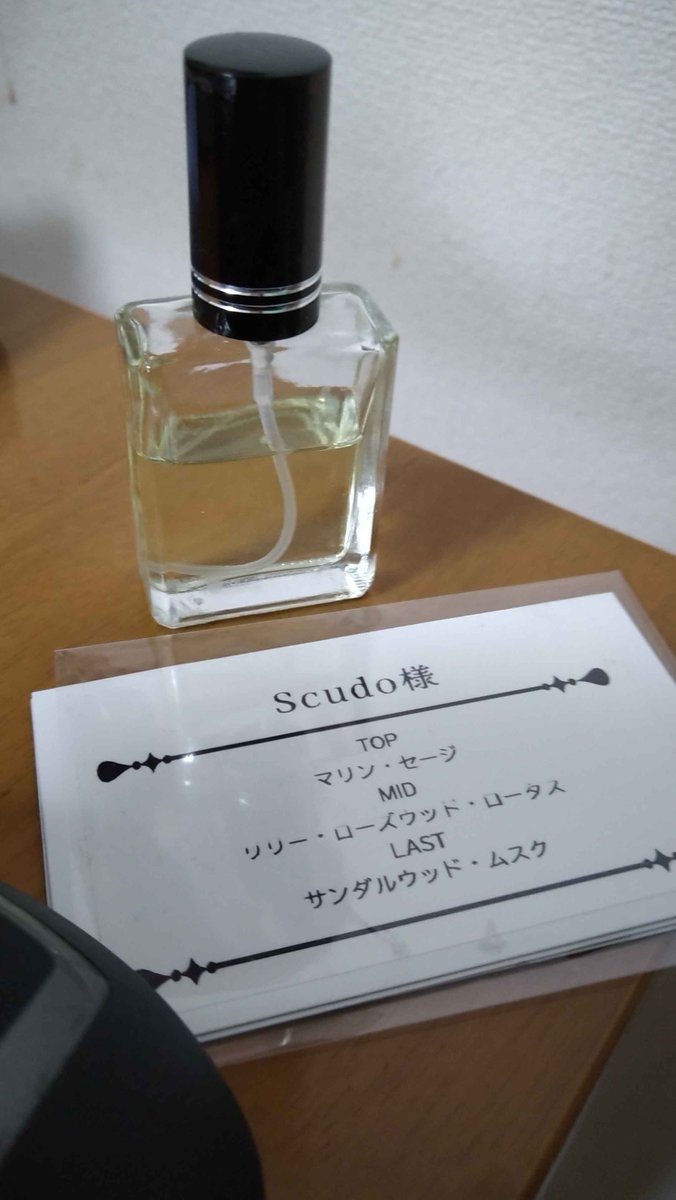 Scudo様
TOP
マリン・セージ
MID
リリー・ローズウッド・ロータス
LAST
サンダルウッド・ムスク